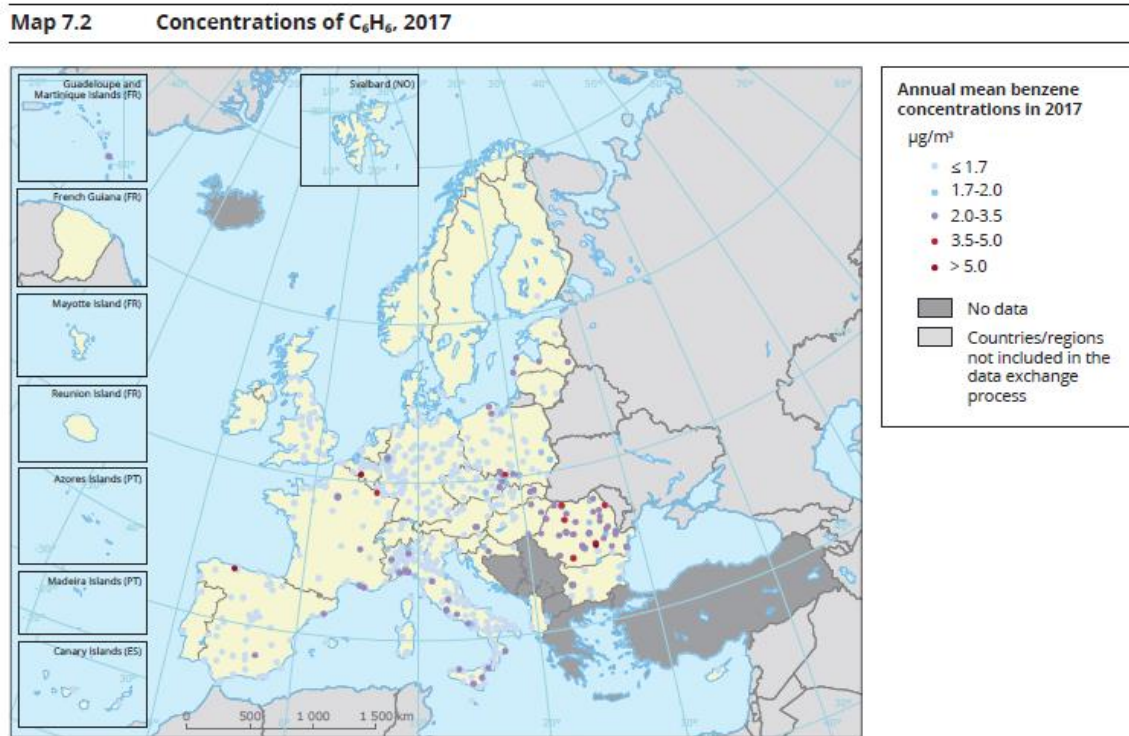 Map 7.2 Concentrations of C₆H₆, 2017
Guadeloupe and
Martinique Islands (FR)
Svalbard (NO)
French Guiana (FR)
Mayotte Island (FR)
Reunion Island (FR)
Azores Islands (PT)
Madeira Islands (PT)
Canary Islands (ES)
0 500 1 000 1 500 km
Annual mean benzene
concentrations in 2017
µg/m³
≤ 1.7
1.7-2.0
2.0-3.5
3.5-5.0
> 5.0
No data
Countries/regions
not included in the
data exchange
process